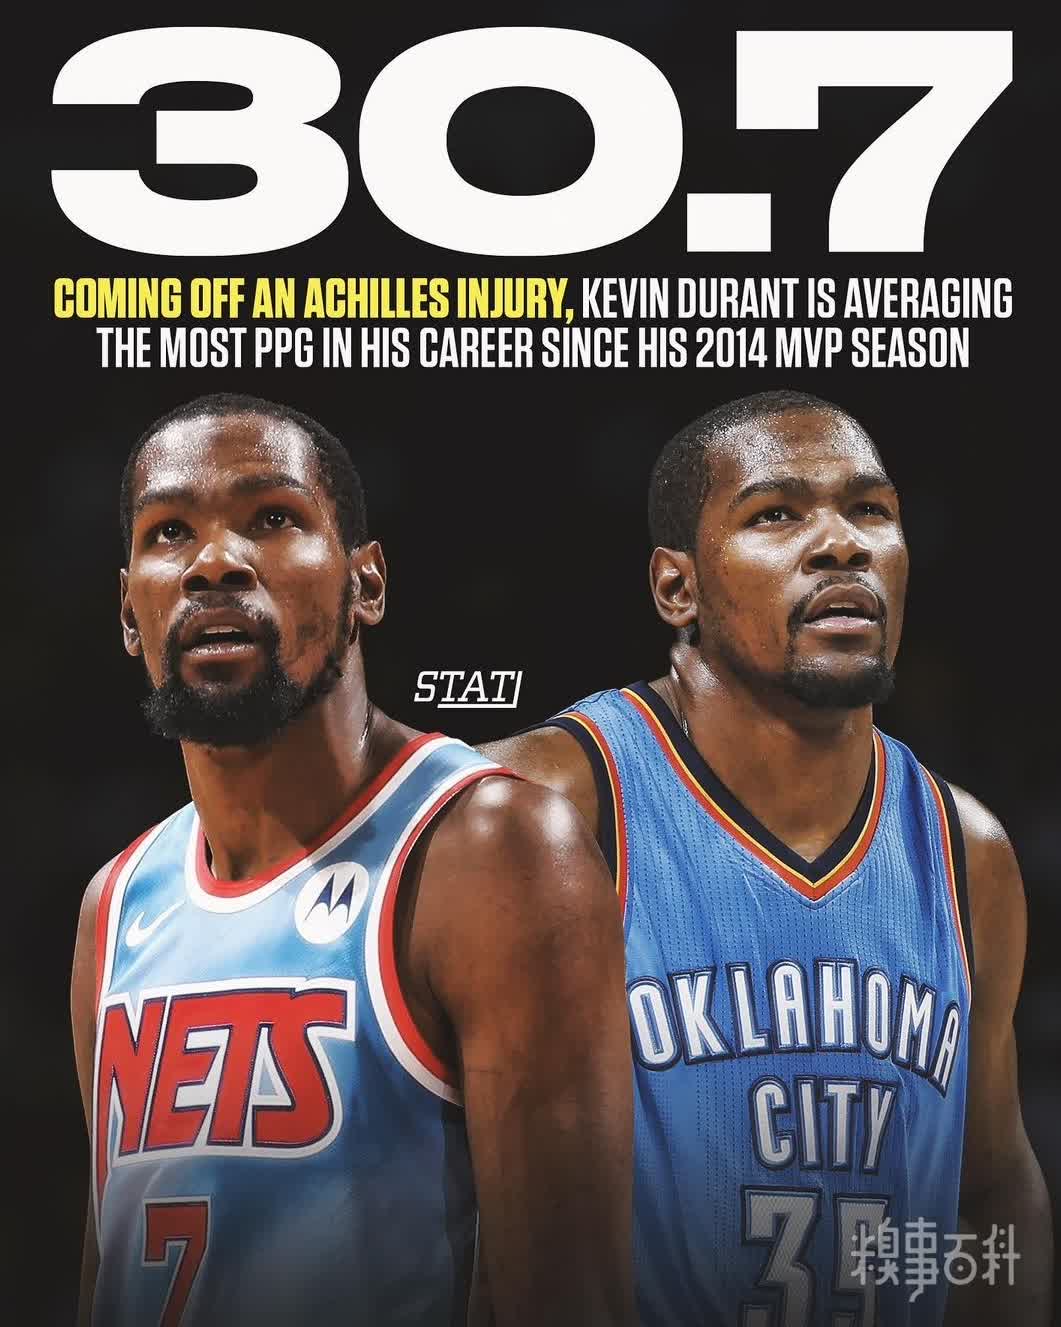 30.7
COMING OFF AN ACHILLES INJURY, KEVIN DURANT IS AVERAGING
THE MOST PPG IN HIS CAREER SINCE HIS 2014 MVP SEASON
STAT
NETS
7
OKLAHOMA
CITY
35
糗事百科